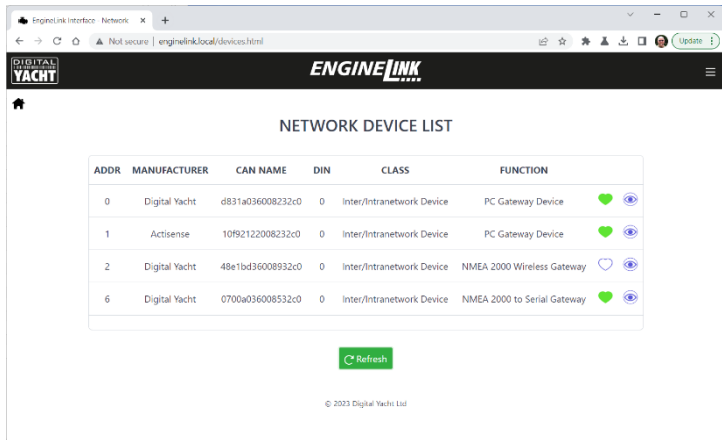 EngineLink Interface - Network
Not secure | enginelink.local/devices.html
Update
DIGITAL
YACHT
ENGINELINK
NETWORK DEVICE LIST
ADDR MANUFACTURER CAN NAME DIN CLASS FUNCTION
0 Digital Yacht d831a036008232c0 0 Inter/Intranetwork Device PC Gateway Device
1 Actisense 10f92122008232c0 0 Inter/Intranetwork Device PC Gateway Device
2 Digital Yacht 48e1bd36008932c0 0 Inter/Intranetwork Device NMEA 2000 Wireless Gateway
6 Digital Yacht 0700a036008532c0 0 Inter/Intranetwork Device NMEA 2000 to Serial Gateway
Refresh
© 2023 Digital Yacht Ltd